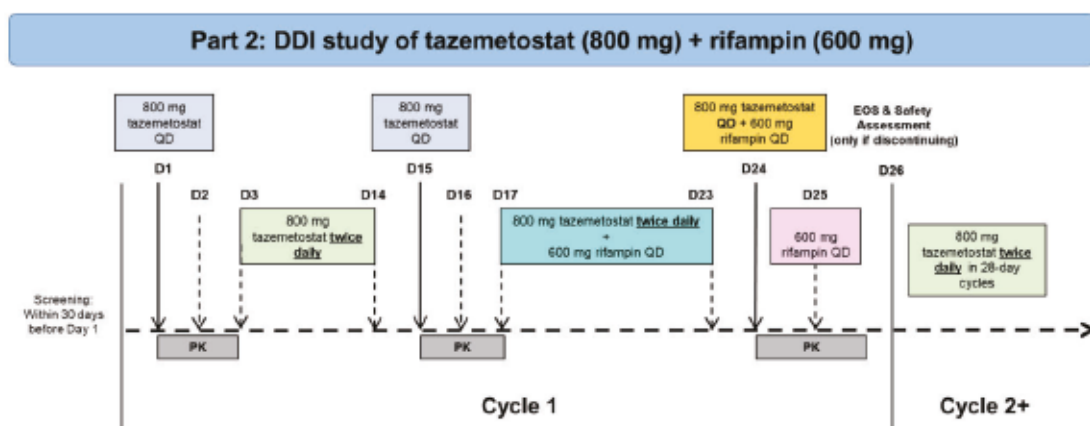 Part 2: DDI study of tazemetostat (800 mg) + rifampin (600 mg)
800 mg
tazemetostat
QD
800 mg
tazemetostat
QD
800 mg tazemetostat
QD + 600 mg
rifampin QD
EOS & Safety
Assessment
(only if discontinuing)
D1
D15
D24
D26
D2
D3
D14
D16
D17
D23
D25
800 mg
tazemetostat twice
daily
800 mg tazemetostat twice daily
+
600 mg rifampin QD
600 mg
rifampin QD
800 mg
tazemetostat twice
daily in 28-day
cycles
Screening:
Within 30 days
before Day 1
PK
PK
PK
Cycle 1
Cycle 2+